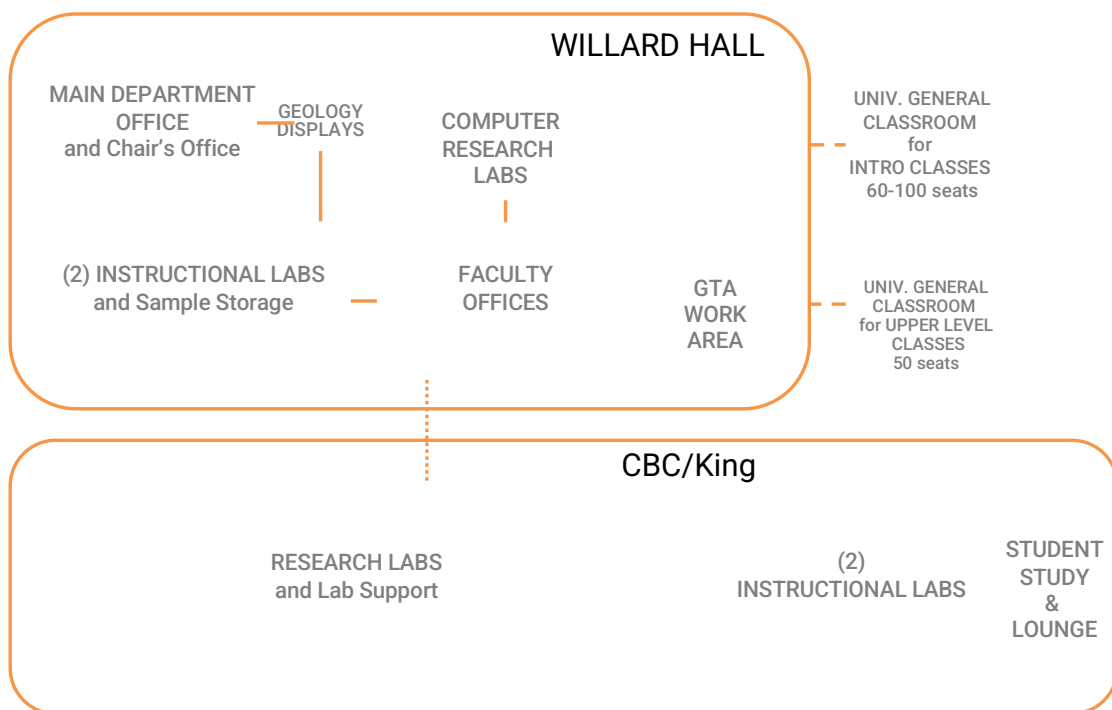 WILLARD HALL
MAIN DEPARTMENT
OFFICE
and Chair's Office
GEOLOGY
DISPLAYS
COMPUTER
RESEARCH
LABS
UNIV. GENERAL
CLASSROOM
for
INTRO CLASSES
60-100 seats
(2) INSTRUCTIONAL LABS
and Sample Storage
FACULTY
OFFICES
GTA
WORK
AREA
UNIV. GENERAL
CLASSROOM
for UPPER LEVEL
CLASSES
50 seats
CBC/King
RESEARCH LABS
and Lab Support
(2)
INSTRUCTIONAL LABS
STUDENT
STUDY
&
LOUNGE